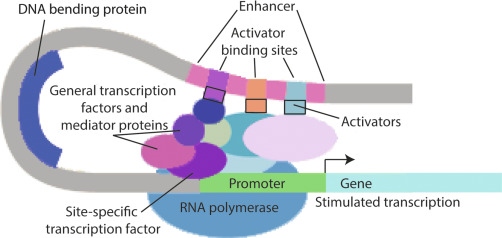 DNA bending protein
Enhancer
Activator
binding sites
General transcription
factors and
mediator proteins
Activators
Promoter
Gene
Site-specific
transcription factor
RNA polymerase
Stimulated transcription